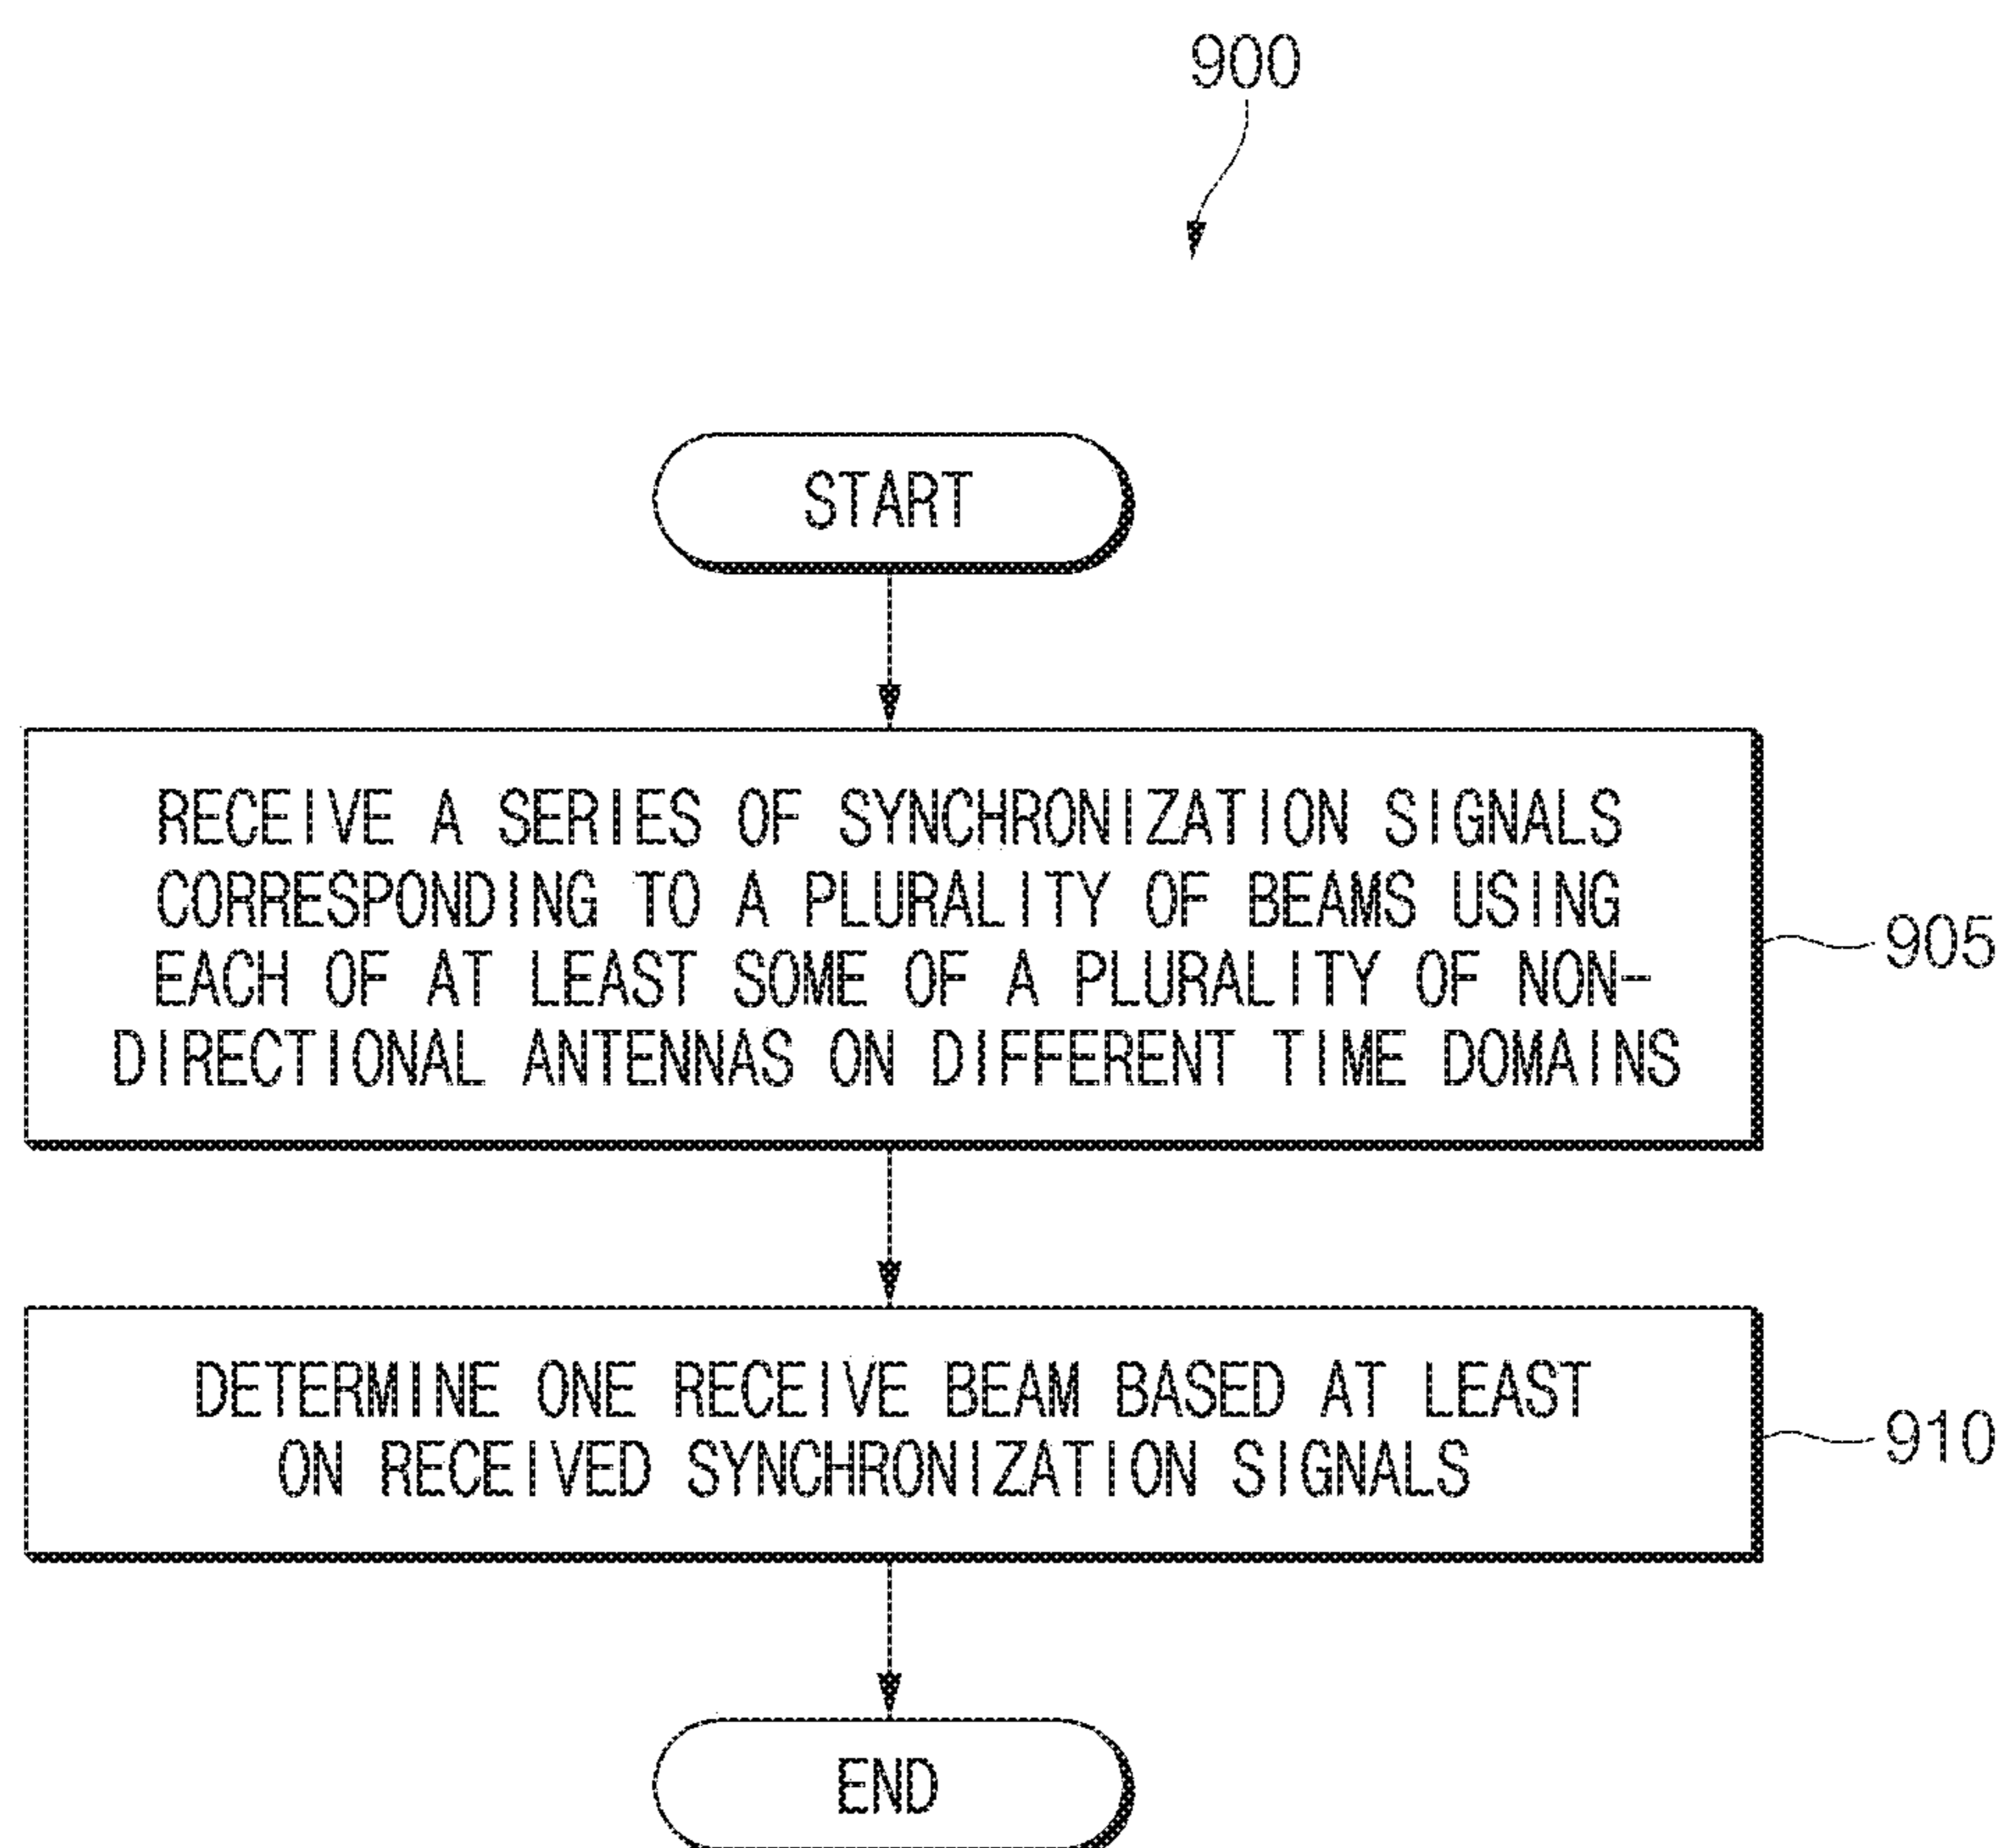 900
START
RECEIVE A SERIES OF SYNCHRONIZATION SIGNALS
CORRESPONDING TO A PLURALITY OF BEAMS USING
EACH OF AT LEAST SOME OF A PLURALITY OF NON-
DIRECTIONAL ANTENNAS ON DIFFERENT TIME DOMAINS
905
DETERMINE ONE RECEIVE BEAM BASED AT LEAST
ON RECEIVED SYNCHRONIZATION SIGNALS
910
END